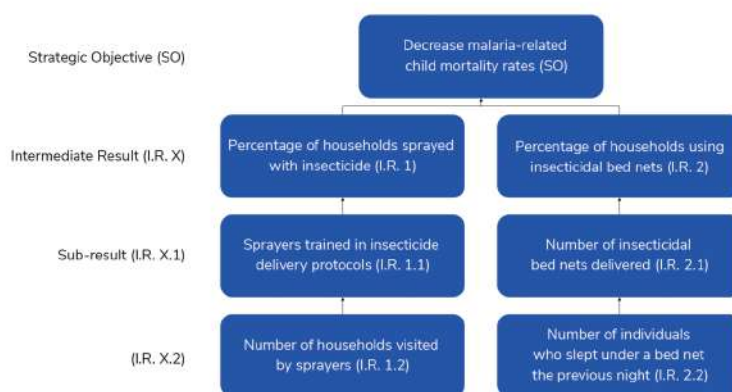 Strategic Objective (SO)
Decrease malaria-related
child mortality rates (SO)
Intermediate Result (I.R. X)
Percentage of households sprayed
with insecticide (I.R. 1)
Percentage of households using
insecticidal bed nets (I.R. 2)
Sub-result (I.R. X.1)
Sprayers trained in insecticide
delivery protocols (I.R. 1.1)
Number of insecticidal
bed nets delivered (I.R. 2.1)
(I.R. X.2)
Number of households visited
by sprayers (I.R. 1.2)
Number of individuals
who slept under a bed net
the previous night (I.R. 2.2)